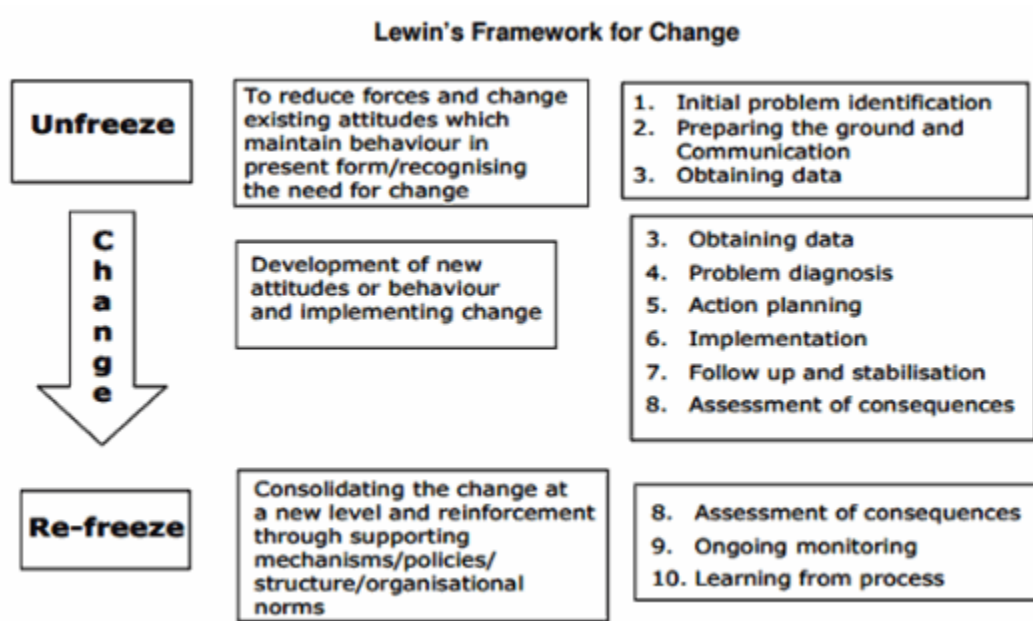 Lewin's Framework for Change
Unfreeze
To reduce forces and change
existing attitudes which
maintain behaviour in
present form/recognising
the need for change
1. Initial problem identification
2. Preparing the ground and
Communication
3. Obtaining data
Change
Development of new
attitudes or behaviour
and implementing change
3. Obtaining data
4. Problem diagnosis
5. Action planning
6. Implementation
7. Follow up and stabilisation
8. Assessment of consequences
Re-freeze
Consolidating the change at
a new level and reinforcement
through supporting
mechanisms/policies/
structure/organisational
norms
8. Assessment of consequences
9. Ongoing monitoring
10. Learning from process